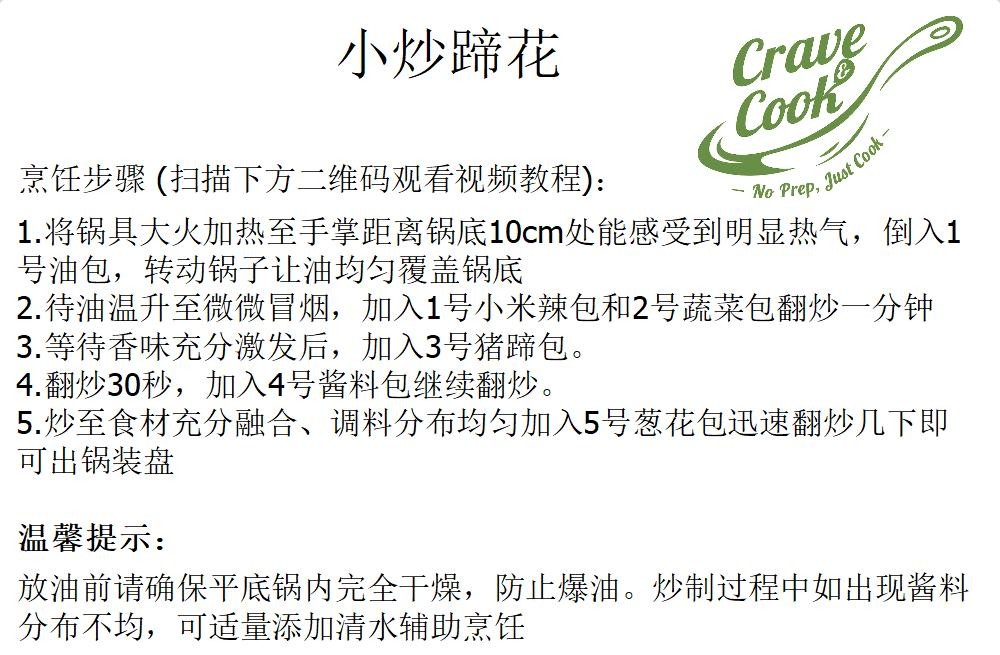 小炒蹄花
Crave
&
Cook
— No Prep, Just Cook —
烹饪步骤 (扫描下方二维码观看视频教程)：
1.将锅具大火加热至手掌距离锅底10cm处能感受到明显热气，倒入1
号油包，转动锅子让油均匀覆盖锅底
2.待油温升至微微冒烟，加入1号小米辣包和2号蔬菜包翻炒一分钟
3.等待香味充分激发后，加入3号猪蹄包。
4.翻炒30秒，加入4号酱料包继续翻炒。
5.炒至食材充分融合、调料分布均匀加入5号葱花包迅速翻炒几下即
可出锅装盘
温馨提示：
放油前请确保平底锅内完全干燥，防止爆油。炒制过程中如出现酱料
分布不均，可适量添加清水辅助烹饪